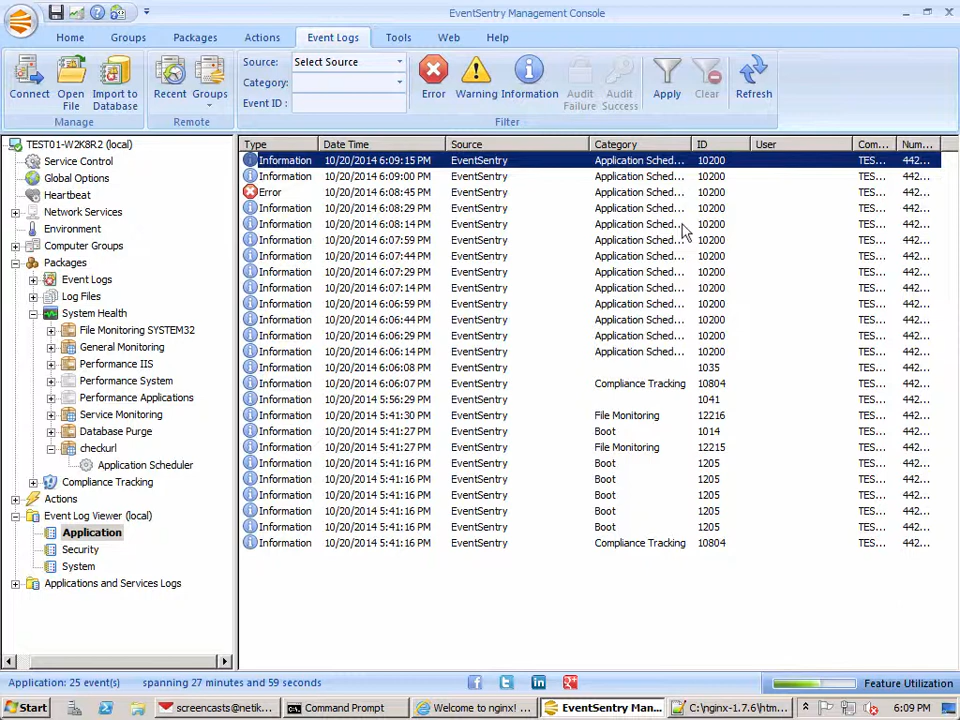 EventSentry Management Console
Home Groups Packages Actions Event Logs Tools Web Help
Connect Open File Import to Database Recent Groups
Source: Select Source
Category:
Event ID :
Error Warning Information Audit Failure Audit Success Apply Clear Refresh
Manage Remote Filter
TEST01-W2K8R2 (local)
Service Control
Global Options
Heartbeat
Network Services
Environment
Computer Groups
Packages
Event Logs
Log Files
System Health
File Monitoring SYSTEM32
General Monitoring
Performance IIS
Performance System
Performance Applications
Service Monitoring
Database Purge
checkurl
Application Scheduler
Compliance Tracking
Actions
Event Log Viewer (local)
Application
Security
System
Applications and Services Logs
Type Date Time Source Category ID User Com... Num...
Information 10/20/2014 6:09:15 PM EventSentry Application Sched... 10200 TES... 442...
Information 10/20/2014 6:09:00 PM EventSentry Application Sched... 10200 TES... 442...
Error 10/20/2014 6:08:45 PM EventSentry Application Sched... 10200 TES... 442...
Information 10/20/2014 6:08:29 PM EventSentry Application Sched... 10200 TES... 442...
Information 10/20/2014 6:08:14 PM EventSentry Application Sched... 10200 TES... 442...
Information 10/20/2014 6:07:59 PM EventSentry Application Sched... 10200 TES... 442...
Information 10/20/2014 6:07:44 PM EventSentry Application Sched... 10200 TES... 442...
Information 10/20/2014 6:07:29 PM EventSentry Application Sched... 10200 TES... 442...
Information 10/20/2014 6:07:14 PM EventSentry Application Sched... 10200 TES... 442...
Information 10/20/2014 6:06:59 PM EventSentry Application Sched... 10200 TES... 442...
Information 10/20/2014 6:06:44 PM EventSentry Application Sched... 10200 TES... 442...
Information 10/20/2014 6:06:29 PM EventSentry Application Sched... 10200 TES... 442...
Information 10/20/2014 6:06:14 PM EventSentry Application Sched... 10200 TES... 442...
Information 10/20/2014 6:06:08 PM EventSentry 1035 TES... 442...
Information 10/20/2014 6:06:07 PM EventSentry Compliance Tracking 10804 TES... 442...
Information 10/20/2014 5:56:29 PM EventSentry 1041 TES... 442...
Information 10/20/2014 5:41:30 PM EventSentry File Monitoring 12216 TES... 442...
Information 10/20/2014 5:41:27 PM EventSentry Boot 1014 TES... 442...
Information 10/20/2014 5:41:27 PM EventSentry File Monitoring 12215 TES... 442...
Information 10/20/2014 5:41:16 PM EventSentry Boot 1205 TES... 442...
Information 10/20/2014 5:41:16 PM EventSentry Boot 1205 TES... 442...
Information 10/20/2014 5:41:16 PM EventSentry Boot 1205 TES... 442...
Information 10/20/2014 5:41:16 PM EventSentry Boot 1205 TES... 442...
Information 10/20/2014 5:41:16 PM EventSentry Boot 1205 TES... 442...
Information 10/20/2014 5:41:16 PM EventSentry Compliance Tracking 10804 TES... 442...
Application: 25 event(s) spanning 27 minutes and 59 seconds Feature Utilization
Start screencasts@netik... Command Prompt Welcome to nginx! ... EventSentry Man... C:\nginx-1.7.6\htm... 6:09 PM